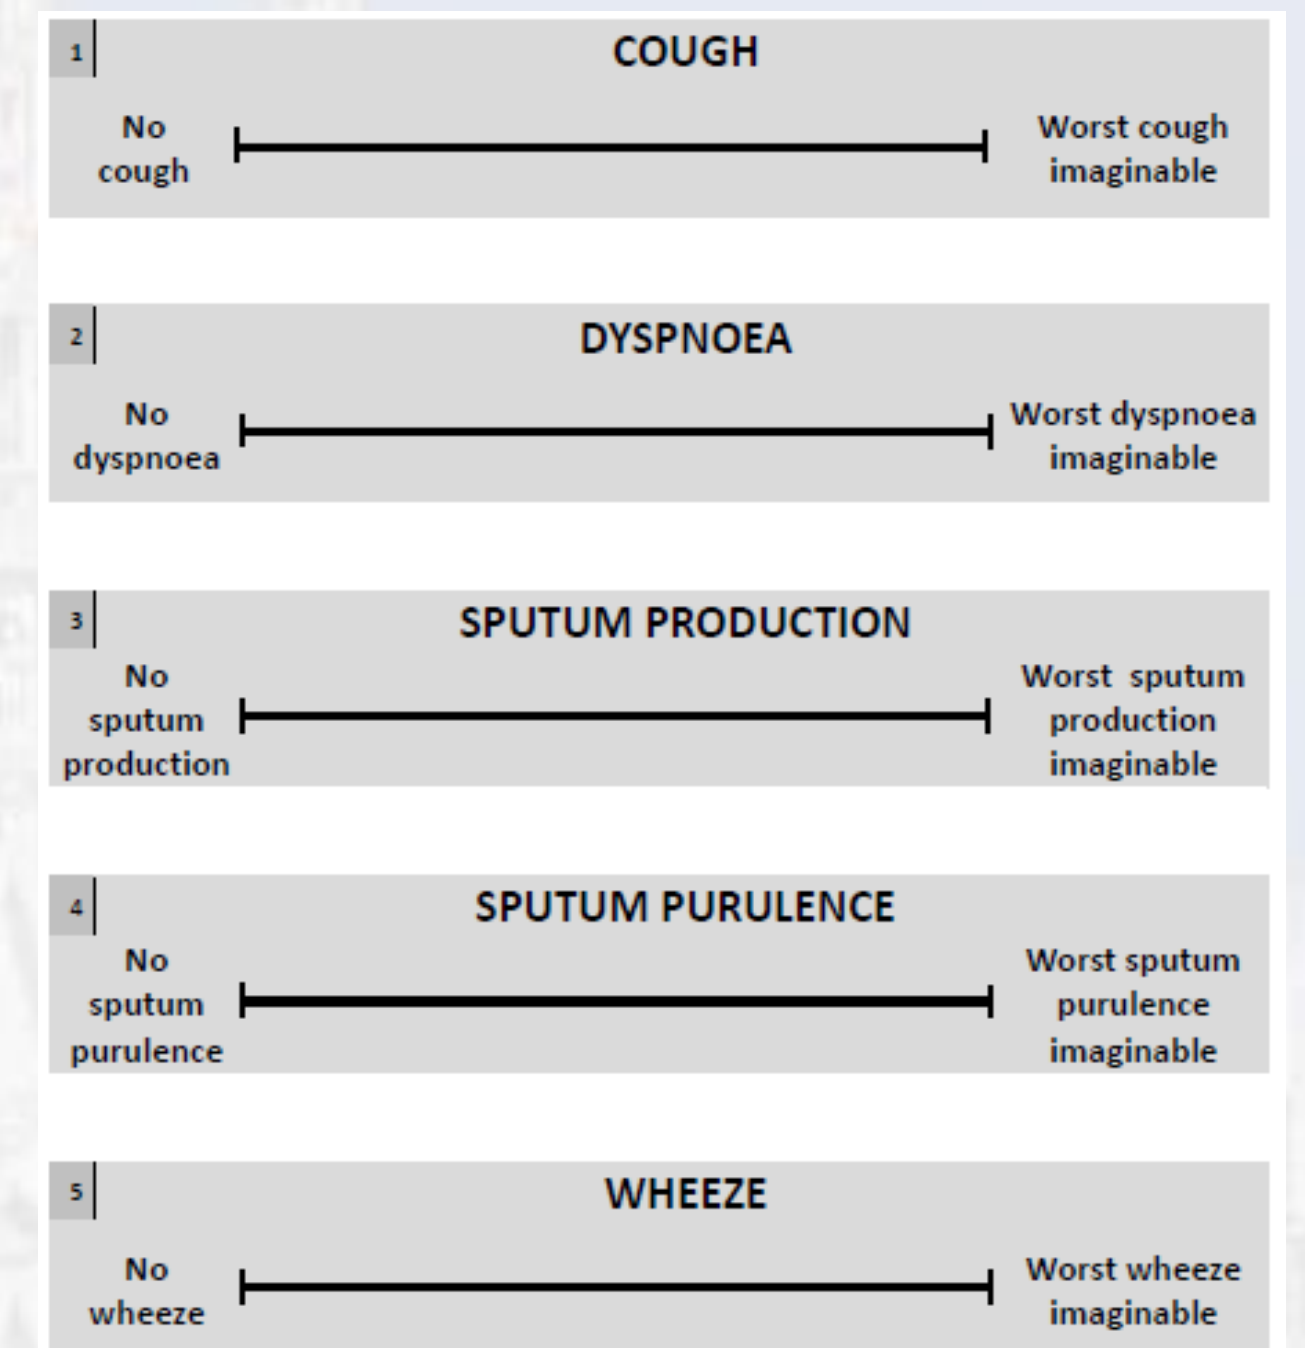 1
COUGH
No
cough
Worst cough
imaginable
2
DYSPNOEA
No
dyspnoea
Worst dyspnoea
imaginable
3
SPUTUM PRODUCTION
No
sputum
production
Worst sputum
production
imaginable
4
SPUTUM PURULENCE
No
sputum
purulence
Worst sputum
purulence
imaginable
5
WHEEZE
No
wheeze
Worst wheeze
imaginable